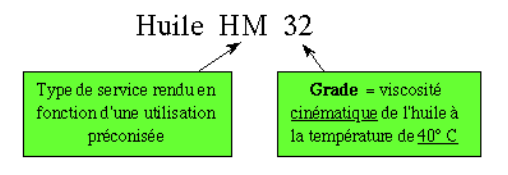 Huile HM 32
Type de service rendu en
fonction d'une utilisation
préconisée
Grade = viscosité
cinématique de l'huile à
la température de 40° C